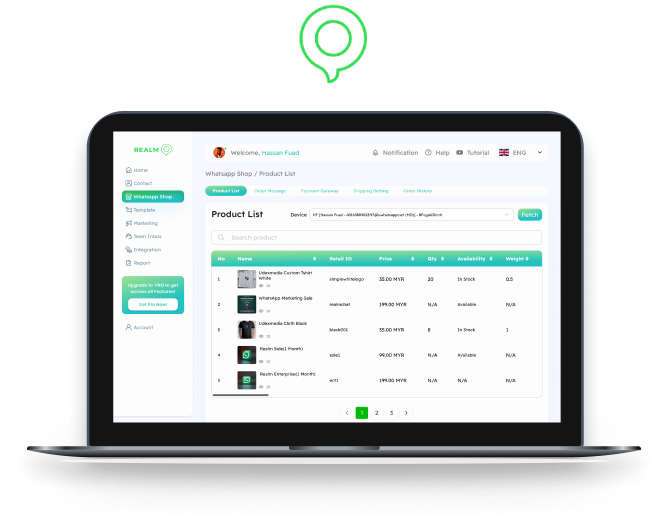 REALM
Welcome, Hassan Fuad
Notification
Help
Tutorial
ENG
Home
Contact
Whatsapp Shop
Template
Marketing
Team Inbox
Integration
Report
Upgrade to PRO to get
access all Features!
Get Pro Now!
Account
Whatsapp Shop / Product List
Product List
Order Message
Payment Gateway
Shipping Setting
Order History
Product List
Device
Fetch
Search product
No Name Retail ID Price Qty Availability Weight
1 Udexmedia Custom Tshirt White simplewhitelogo 35.00 MYR 20 In Stock 0.5
2 WhatsApp Marketing Sale realmchat 199.00 MYR N/A Available N/A
3 Udexmedia Cloth Black black001 35.00 MYR 8 In Stock 1
4 Realm Sale(1 Month) sale1 99.00 MYR N/A Available N/A
5 Realm Enterprise(1 Month) ent1 199.00 MYR N/A N/A N/A
1 2 3